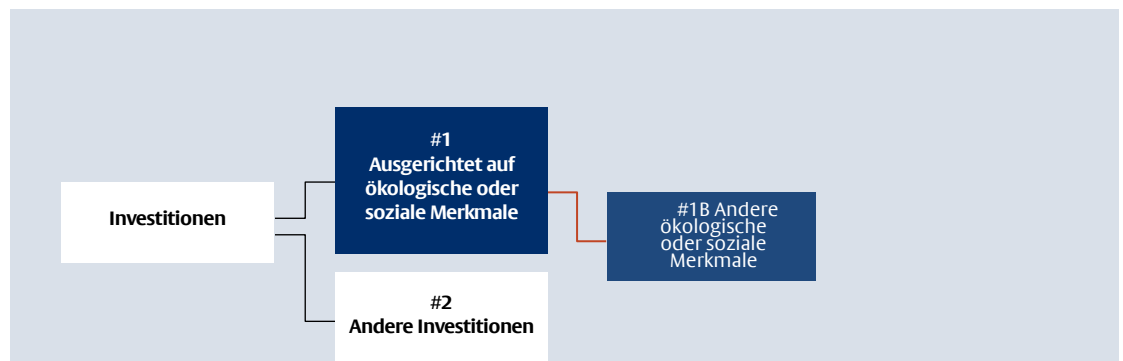 Investitionen
#1
Ausgerichtet auf
ökologische oder
soziale Merkmale
#2
Andere Investitionen
#1B Andere
ökologische
oder soziale
Merkmale